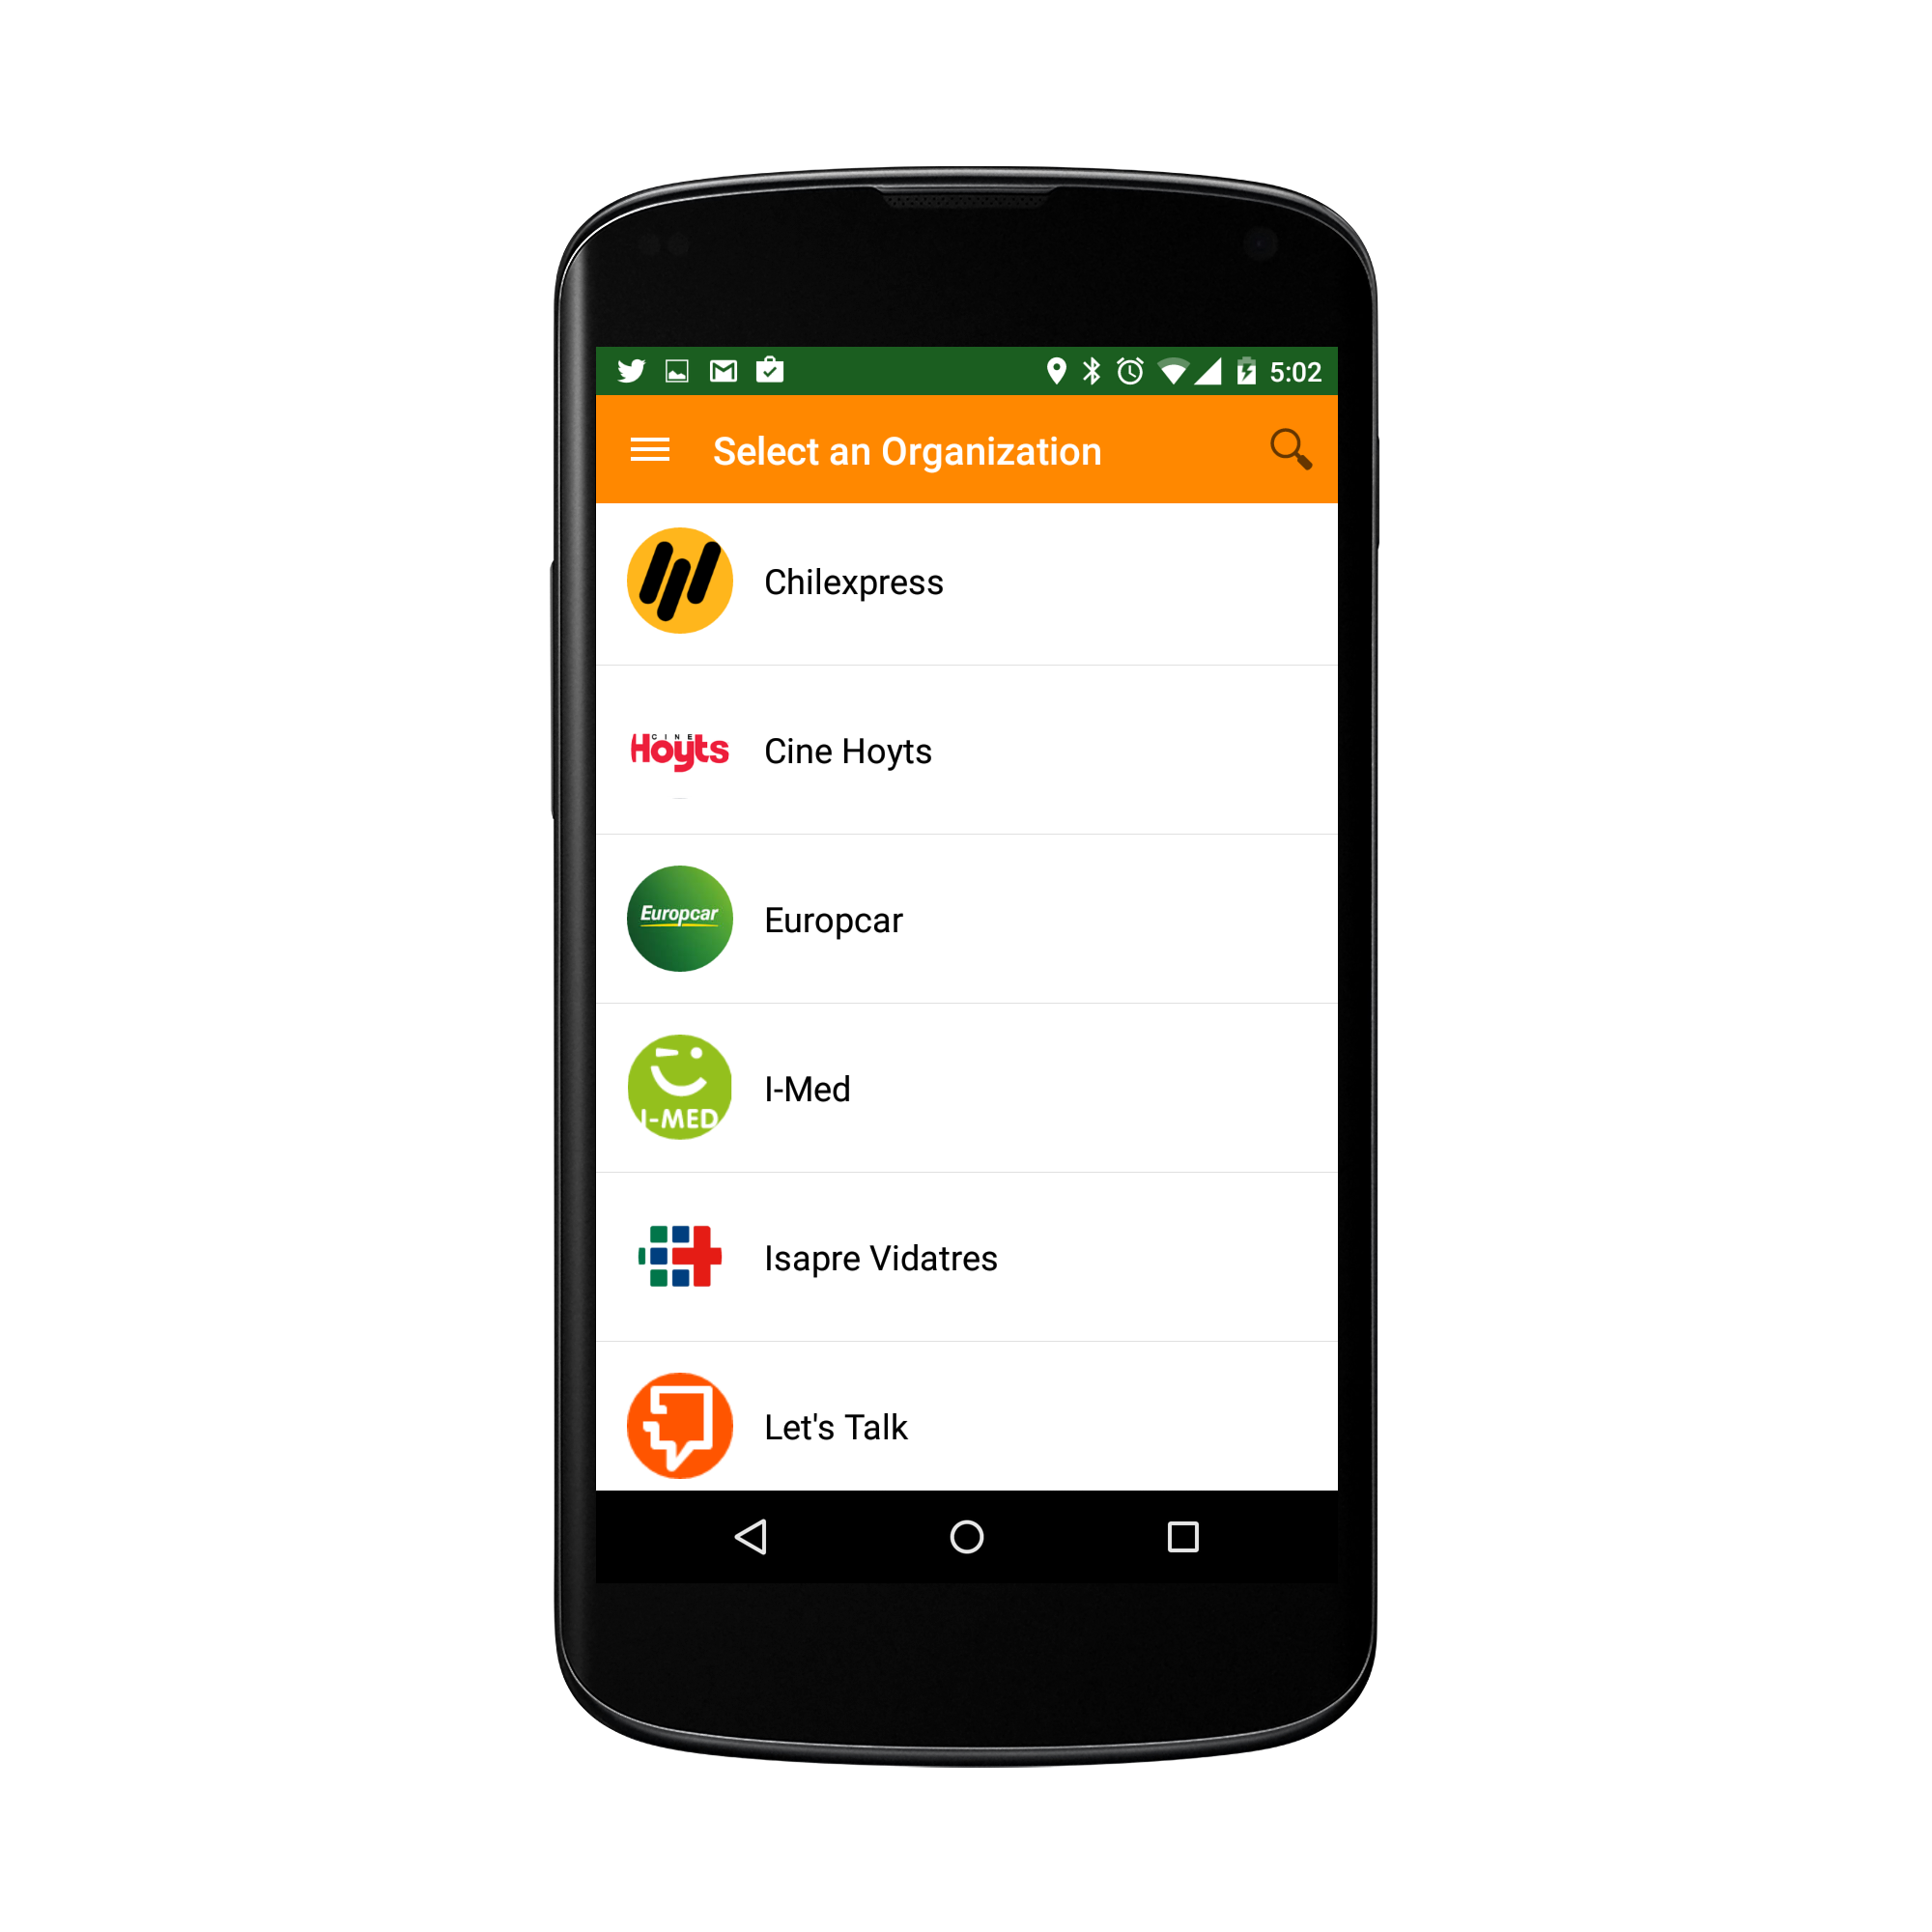 5:02
Select an Organization
Chilexpress
CINE
Hoyts
Cine Hoyts
Europcar
Europcar
I-MED
I-Med
Isapre Vidatres
Let's Talk